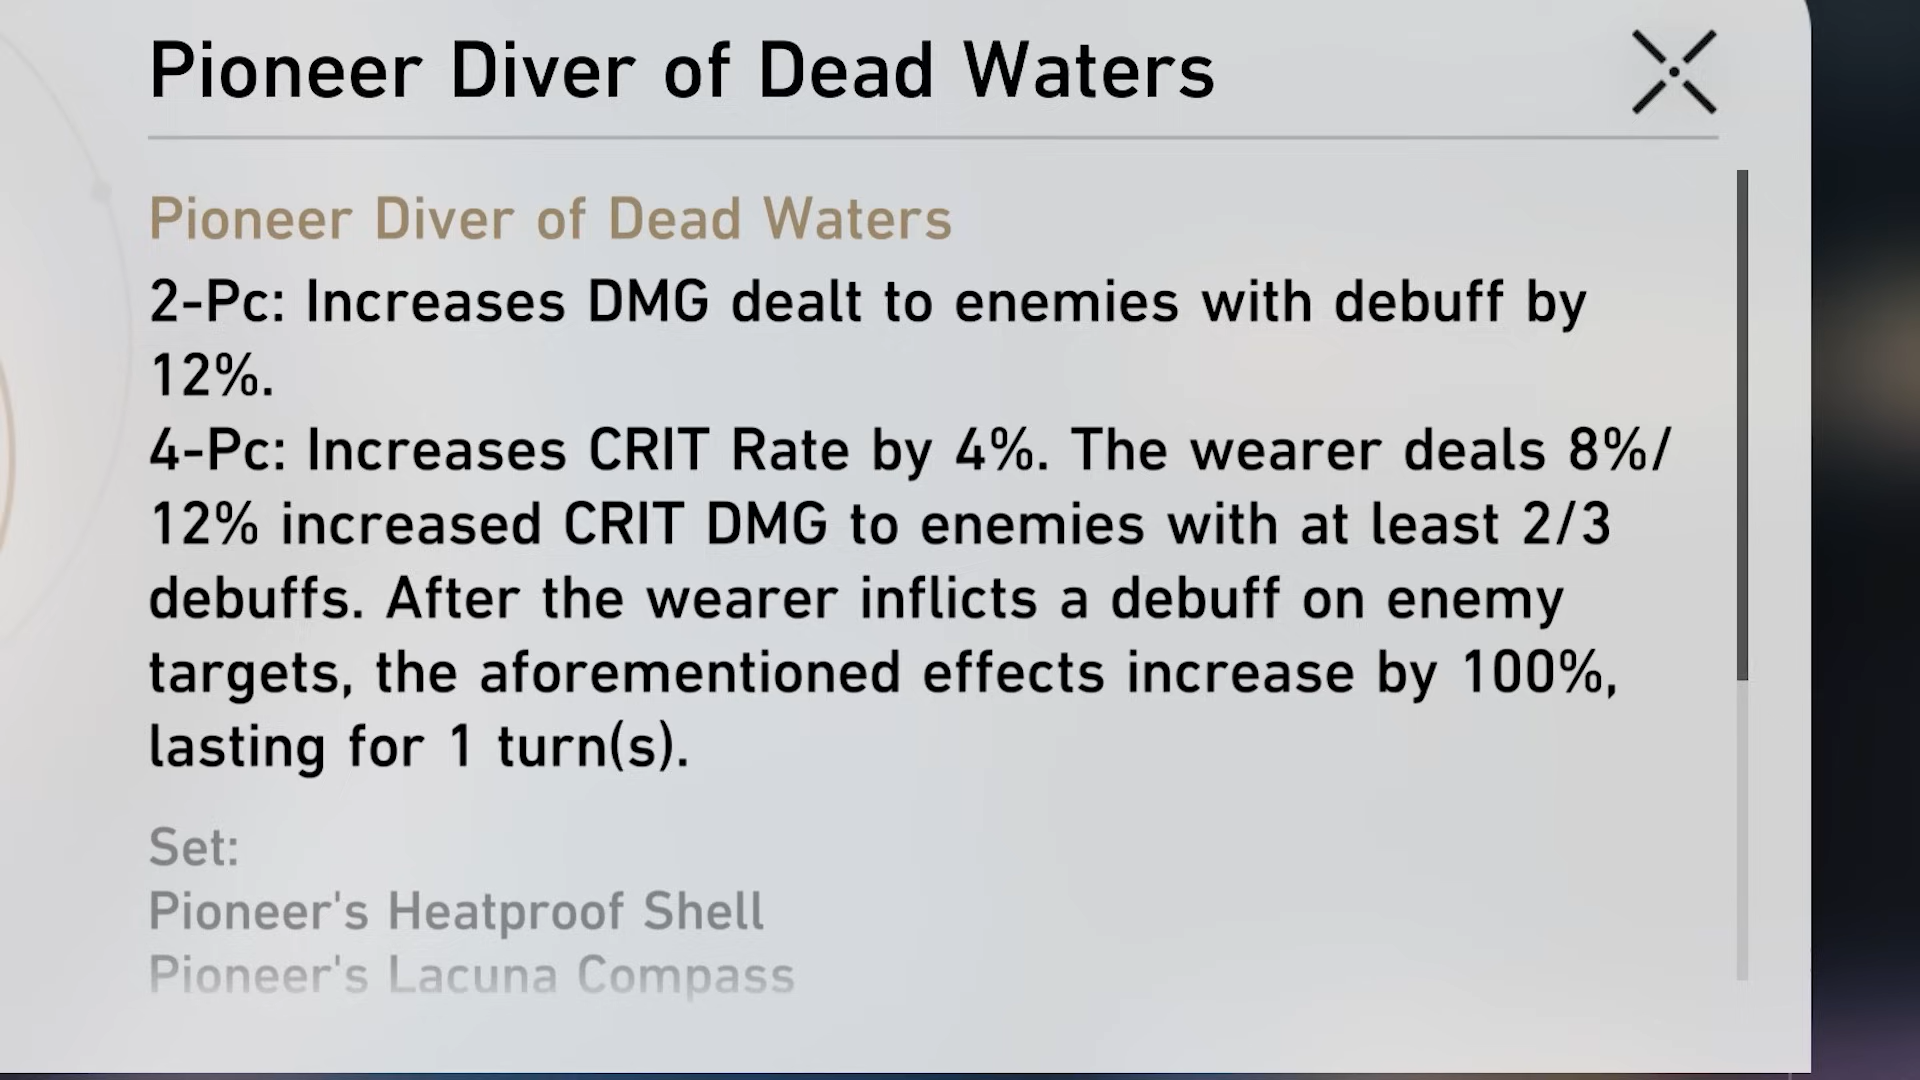 Pioneer Diver of Dead Waters
Pioneer Diver of Dead Waters
2-Pc: Increases DMG dealt to enemies with debuff by
12%.
4-Pc: Increases CRIT Rate by 4%. The wearer deals 8%/
12% increased CRIT DMG to enemies with at least 2/3
debuffs. After the wearer inflicts a debuff on enemy
targets, the aforementioned effects increase by 100%,
lasting for 1 turn(s).
Set:
Pioneer's Heatproof Shell
Pioneer's Lacuna Compass